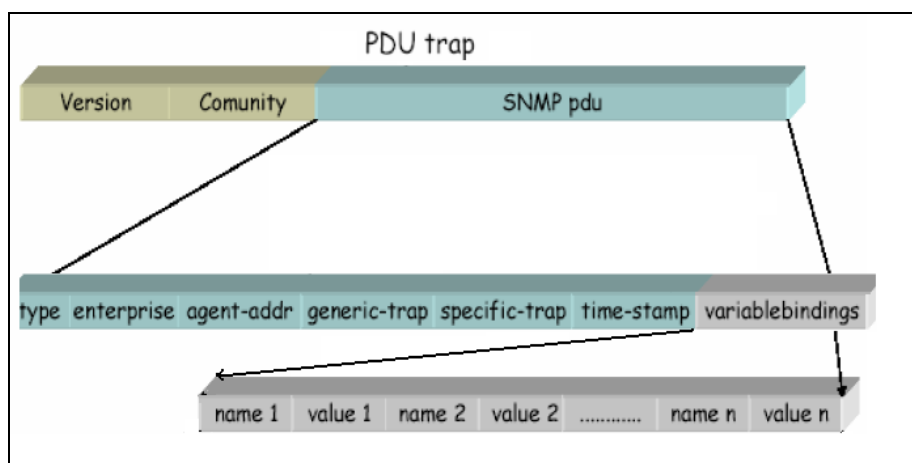 PDU trap
Version Comunity SNMP pdu
type enterprise agent-addr generic-trap specific-trap time-stamp variablebindings
name 1 value 1 name 2 value 2 ............ name n value n